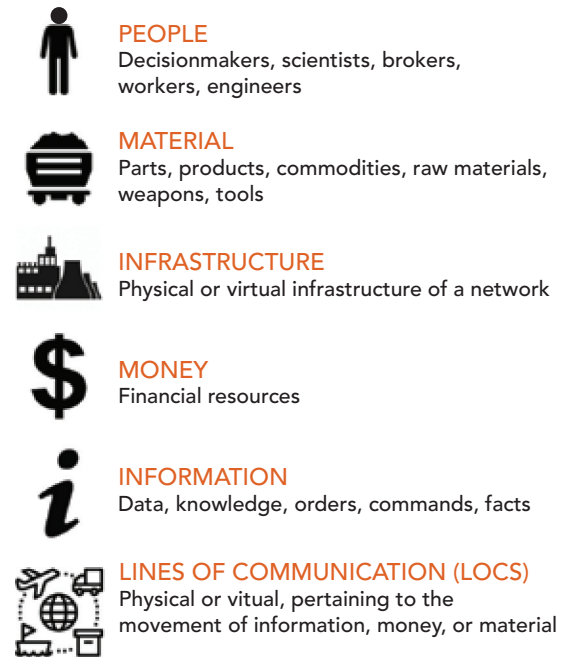 PEOPLE
Decisionmakers, scientists, brokers,
workers, engineers
MATERIAL
Parts, products, commodities, raw materials,
weapons, tools
INFRASTRUCTURE
Physical or virtual infrastructure of a network
$
MONEY
Financial resources
i
INFORMATION
Data, knowledge, orders, commands, facts
LINES OF COMMUNICATION (LOCS)
Physical or vitual, pertaining to the
movement of information, money, or material